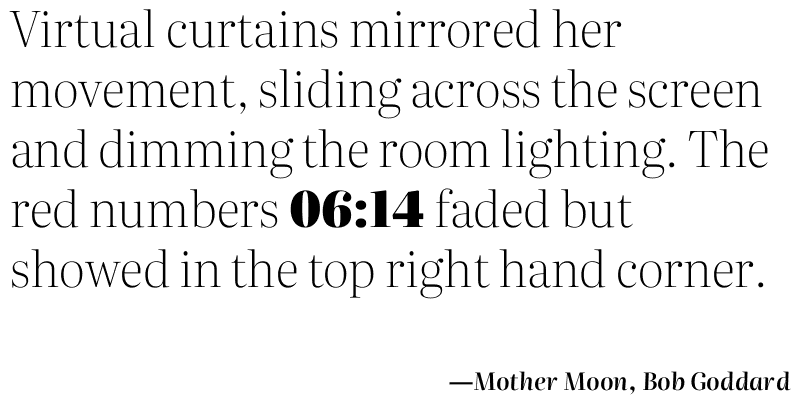 Virtual curtains mirrored her
movement, sliding across the screen
and dimming the room lighting. The
red numbers 06:14 faded but
showed in the top right hand corner.
—Mother Moon, Bob Goddard